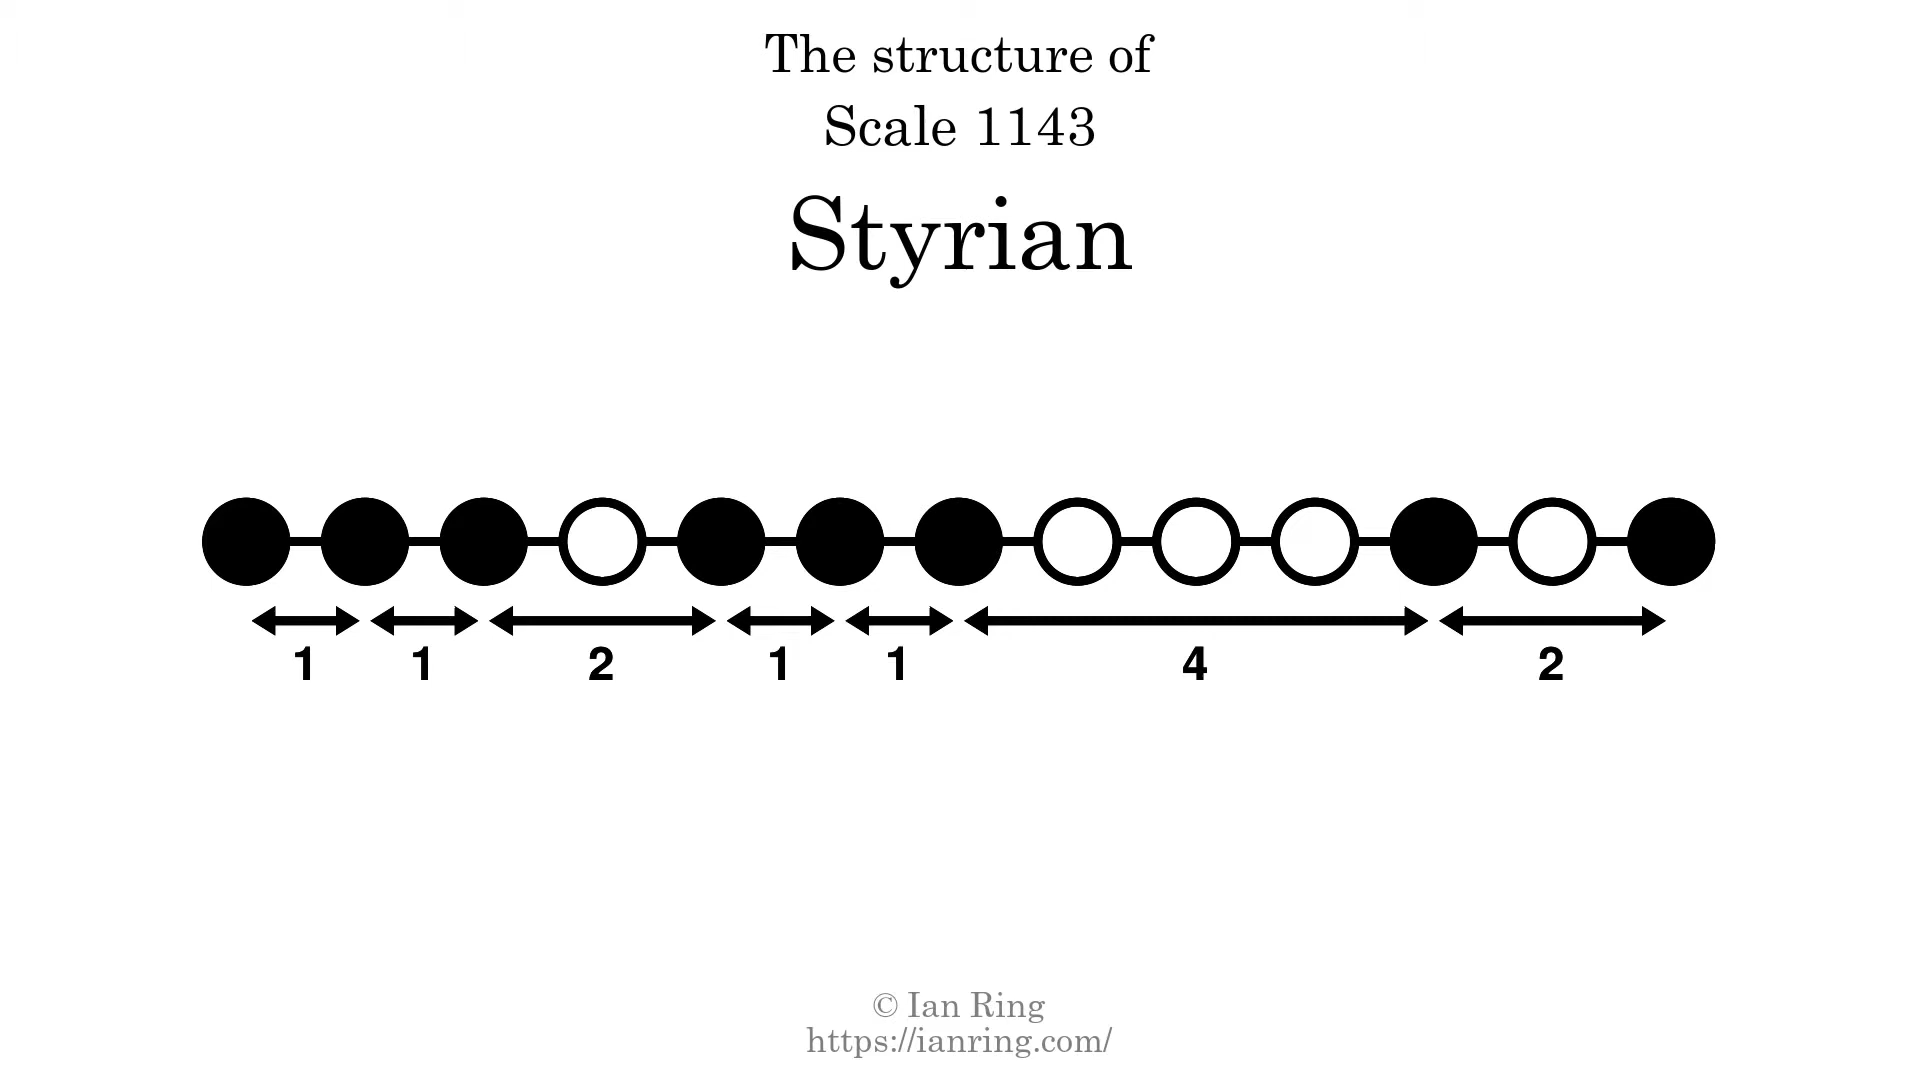 The structure of
Scale 1143
Styrian
1 1 2 1 1 4 2
© Ian Ring
https://ianring.com/